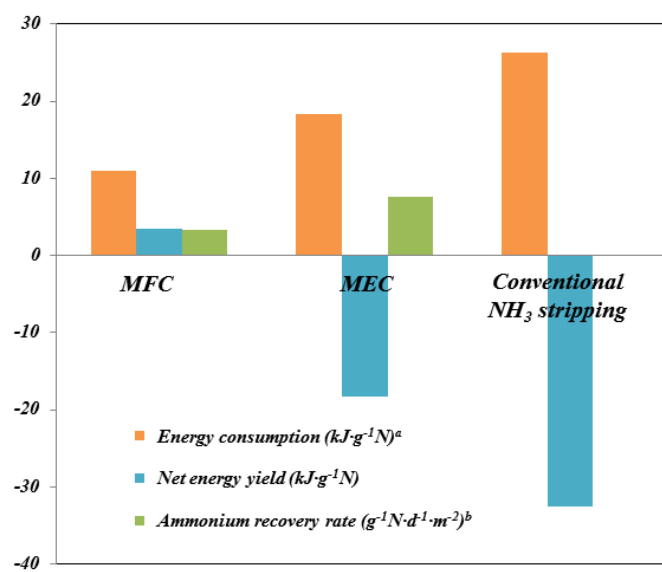 30
20
10
0
-10
-20
-30
-40
MFC
MEC
Conventional
NH₃ stripping
Energy consumption (kJ·g⁻¹N)ᵃ
Net energy yield (kJ·g⁻¹N)
Ammonium recovery rate (g⁻¹N·d⁻¹·m⁻²)ᵇ